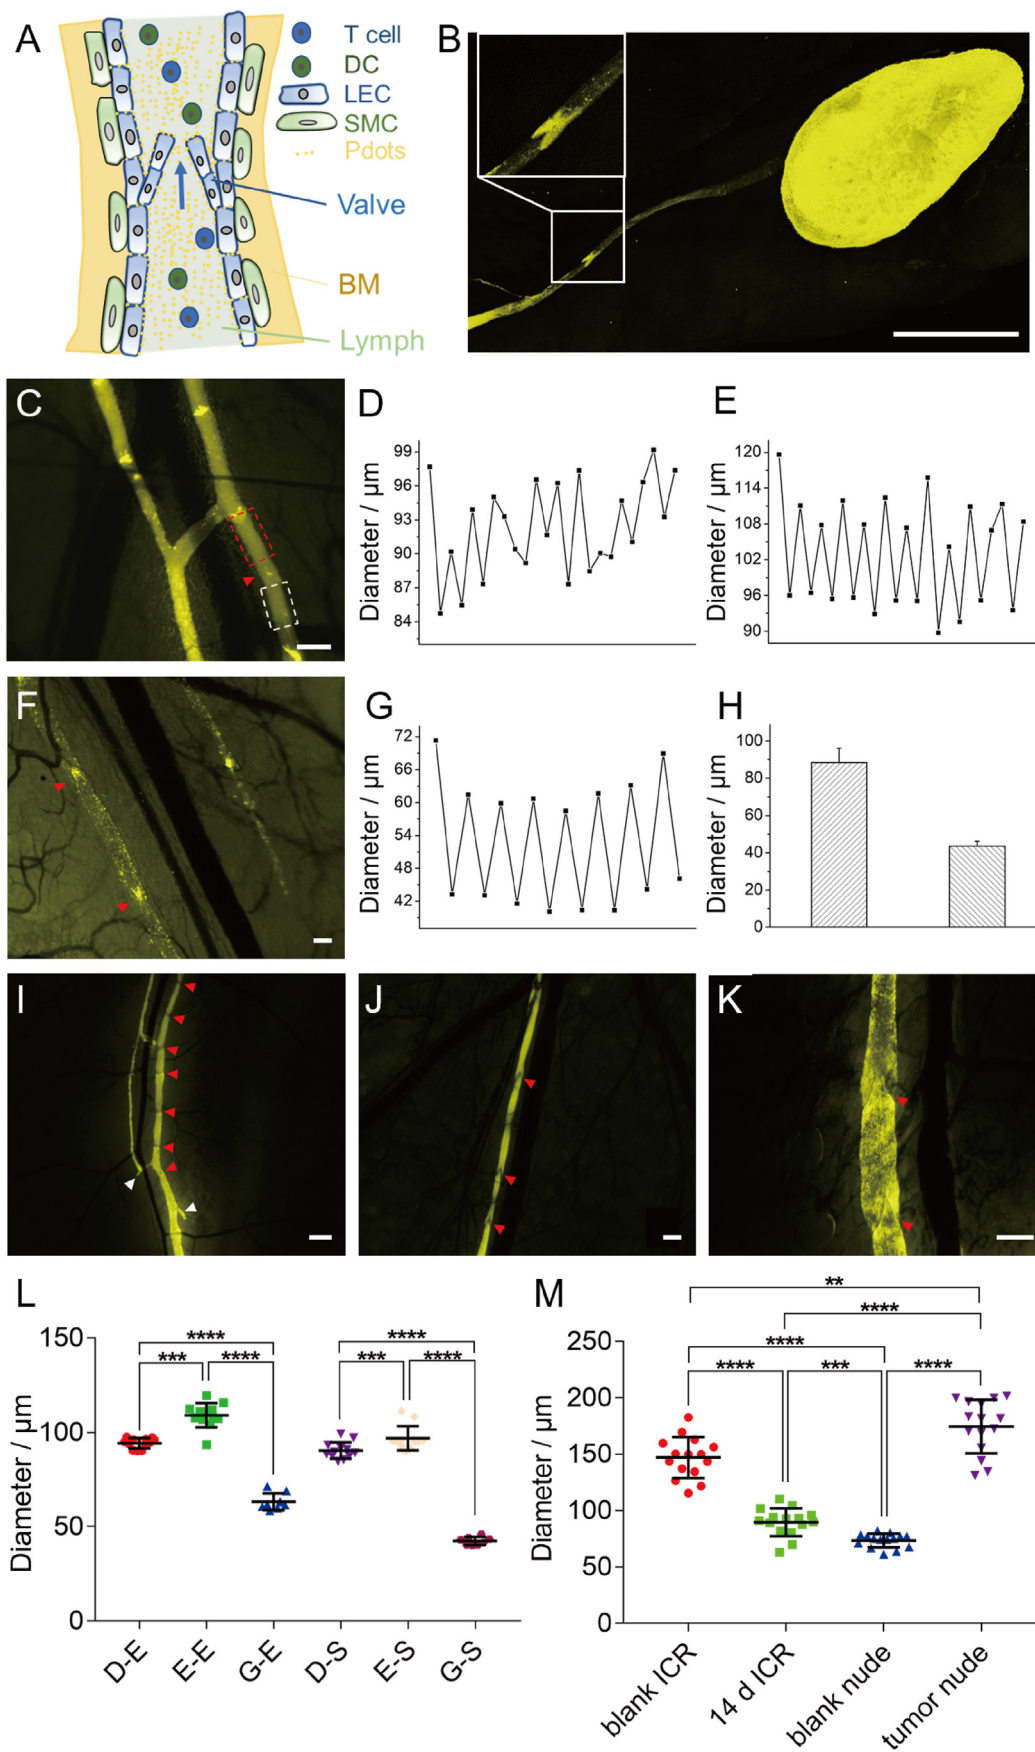 A
T cell
DC
LEC
SMC
Pdots
Valve
BM
Lymph
B
C
D
Diameter / μm
99
96
93
90
87
84
E
Diameter / μm
120
114
108
102
96
90
F
G
Diameter / μm
72
66
60
54
48
42
H
Diameter / μm
100
80
60
40
20
0
I
J
K
L
Diameter / μm
150
100
50
0
****
*** ****
****
*** ****
D-E E-E G-E D-S E-S G-S
M
Diameter / μm
250
200
150
100
50
0
**
****
****
**** *** ****
blank ICR 14 d ICR blank nude tumor nude